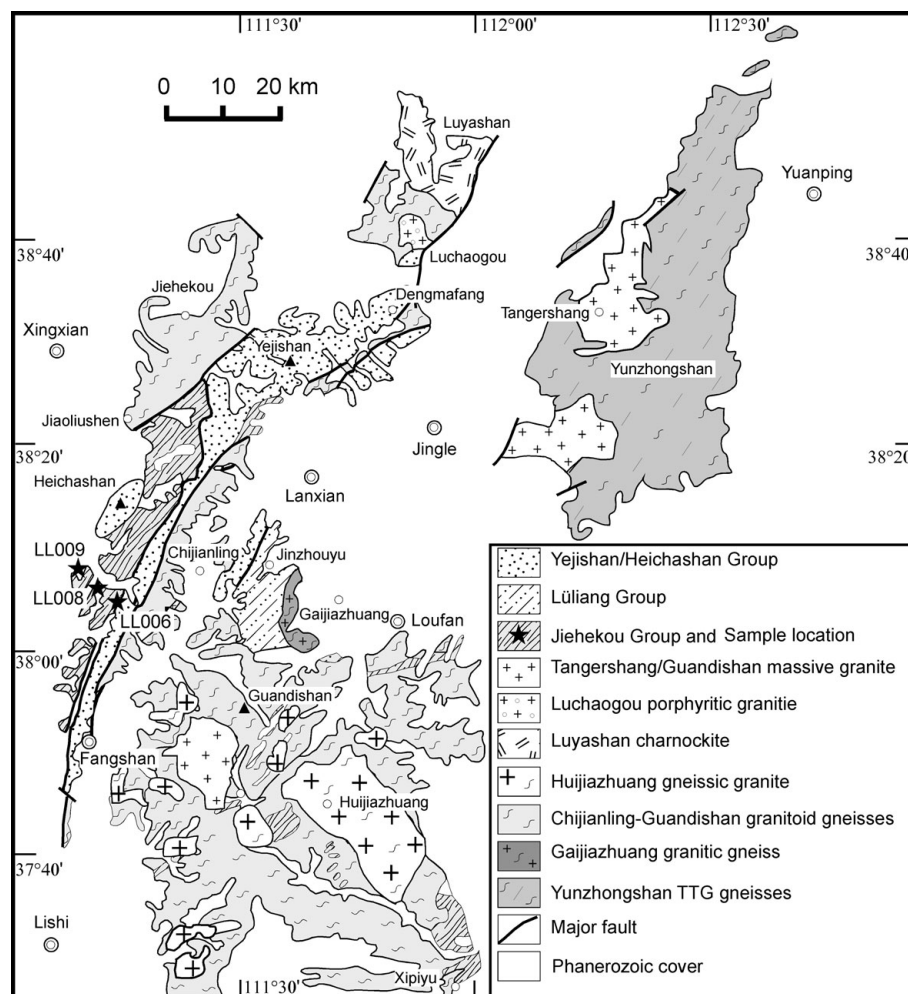 111°30'
112°00'
112°30'
0 10 20 km
Luyashan
Yuanping
38°40'
38°40'
Luchaogou
Jiehekou
Dengmafang
Tangershang
Xingxian
Yejishan
Yunzhongshan
Jiaoliushen
Jingle
38°20'
38°20'
Heichashan
Lanxian
LL009
Chijianling
Jinzhouyu
LL008
LL006
Gaijiazhuang
Loufan
38°00'
Guandishan
Fangshan
Huijiazhuang
37°40'
Lishi
Xipiyu
111°30'
112°00'
Yejishan/Heichashan Group
Lüliang Group
Jiehekou Group and Sample location
Tangershang/Guandishan massive granite
Luchaogou porphyritic granitie
Luyashan charnockite
Huijiazhuang gneissic granite
Chijianling-Guandishan granitoid gneisses
Gaijiazhuang granitic gneiss
Yunzhongshan TTG gneisses
Major fault
Phanerozoic cover